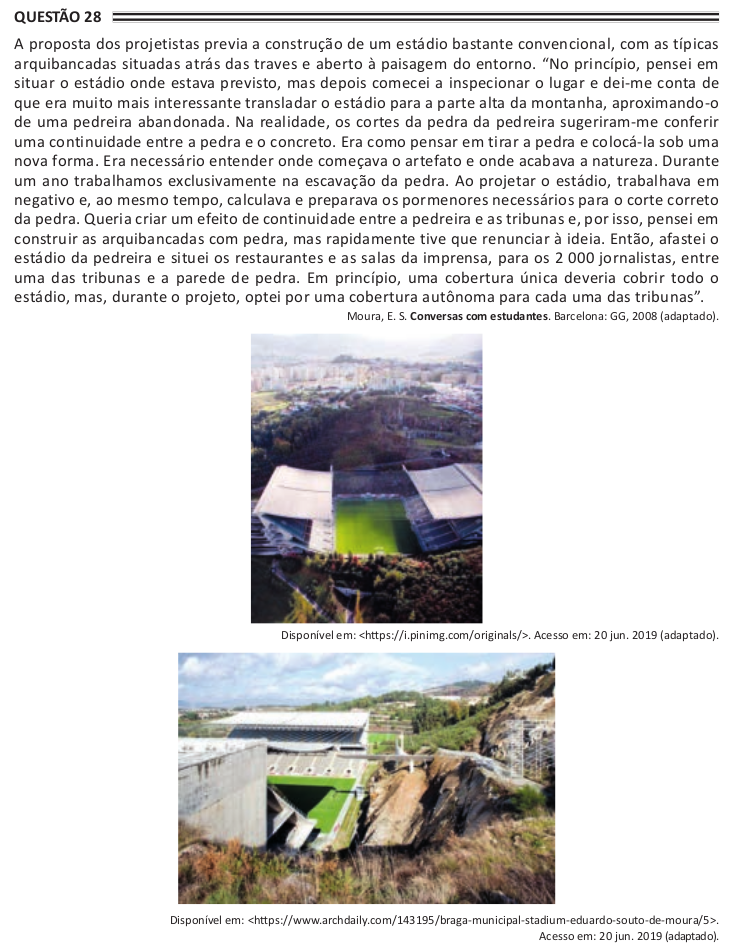 QUESTÃO 28
A proposta dos projetistas previa a construção de um estádio bastante convencional, com as típicas
arquibancadas situadas atrás das traves e aberto à paisagem do entorno. “No princípio, pensei em
situar o estádio onde estava previsto, mas depois comecei a inspecionar o lugar e dei-me conta de
que era muito mais interessante transladar o estádio para a parte alta da montanha, aproximando-o
de uma pedreira abandonada. Na realidade, os cortes da pedra da pedreira sugeriram-me conferir
uma continuidade entre a pedra e o concreto. Era como pensar em tirar a pedra e colocá-la sob uma
nova forma. Era necessário entender onde começava o artefato e onde acabava a natureza. Durante
um ano trabalhamos exclusivamente na escavação da pedra. Ao projetar o estádio, trabalhava em
negativo e, ao mesmo tempo, calculava e preparava os pormenores necessários para o corte correto
da pedra. Queria criar um efeito de continuidade entre a pedreira e as tribunas e, por isso, pensei em
construir as arquibancadas com pedra, mas rapidamente tive que renunciar à ideia. Então, afastei o
estádio da pedreira e situei os restaurantes e as salas da imprensa, para os 2 000 jornalistas, entre
uma das tribunas e a parede de pedra. Em princípio, uma cobertura única deveria cobrir todo o
estádio, mas, durante o projeto, optei por uma cobertura autônoma para cada uma das tribunas”.
Moura, E. S. Conversas com estudantes. Barcelona: GG, 2008 (adaptado).
Disponível em: <https://i.pinimg.com/originals/>. Acesso em: 20 jun. 2019 (adaptado).
Disponível em: <https://www.archdaily.com/143195/braga-municipal-stadium-eduardo-souto-de-moura/5>.
Acesso em: 20 jun. 2019 (adaptado).